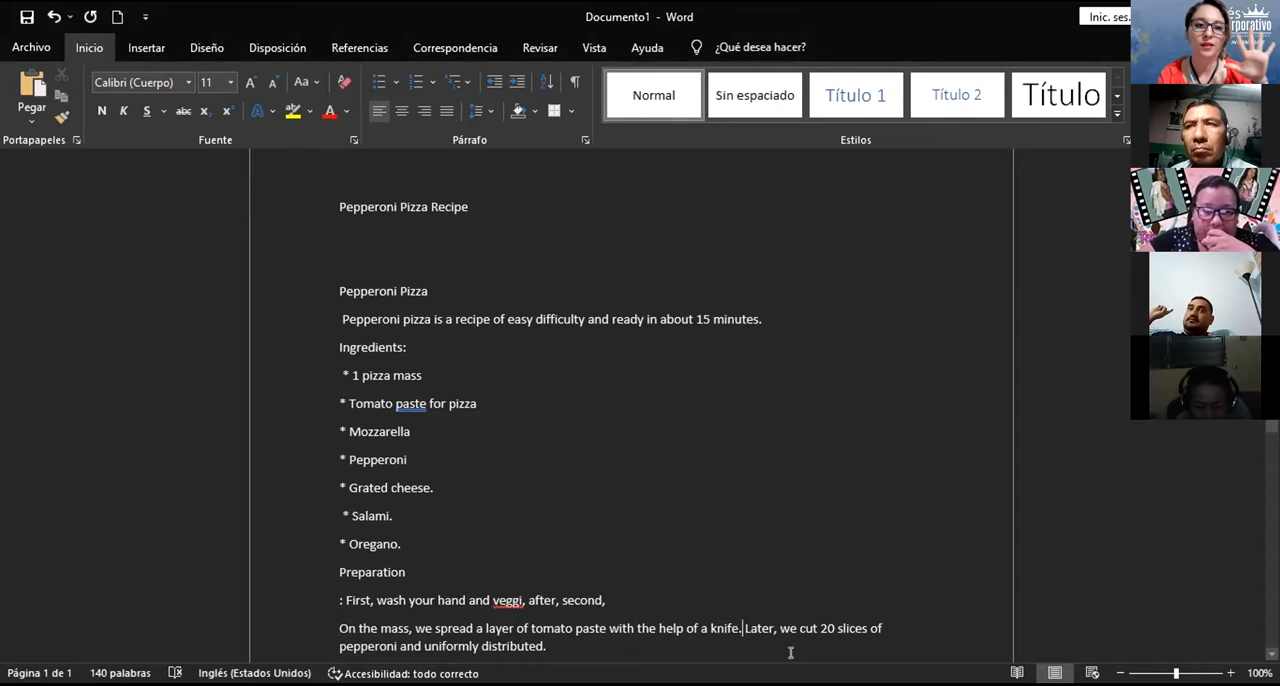 Documento1 - Word
Inic. ses.
Archivo Inicio Insertar Diseño Disposición Referencias Correspondencia Revisar Vista Ayuda ¿Qué desea hacer?
Pegar
Calibri (Cuerpo) 11
Aa
N K S abc x₂ x² A A
Normal
Sin espaciado
Título 1
Título 2
Título
Portapapeles Fuente Párrafo Estilos
Pepperoni Pizza Recipe
Pepperoni Pizza
Pepperoni pizza is a recipe of easy difficulty and ready in about 15 minutes.
Ingredients:
* 1 pizza mass
* Tomato paste for pizza
* Mozzarella
* Pepperoni
* Grated cheese.
* Salami.
* Oregano.
Preparation
: First, wash your hand and veggi, after, second,
On the mass, we spread a layer of tomato paste with the help of a knife. Later, we cut 20 slices of
pepperoni and uniformly distributed.
Página 1 de 1 140 palabras Inglés (Estados Unidos) Accesibilidad: todo correcto 100%